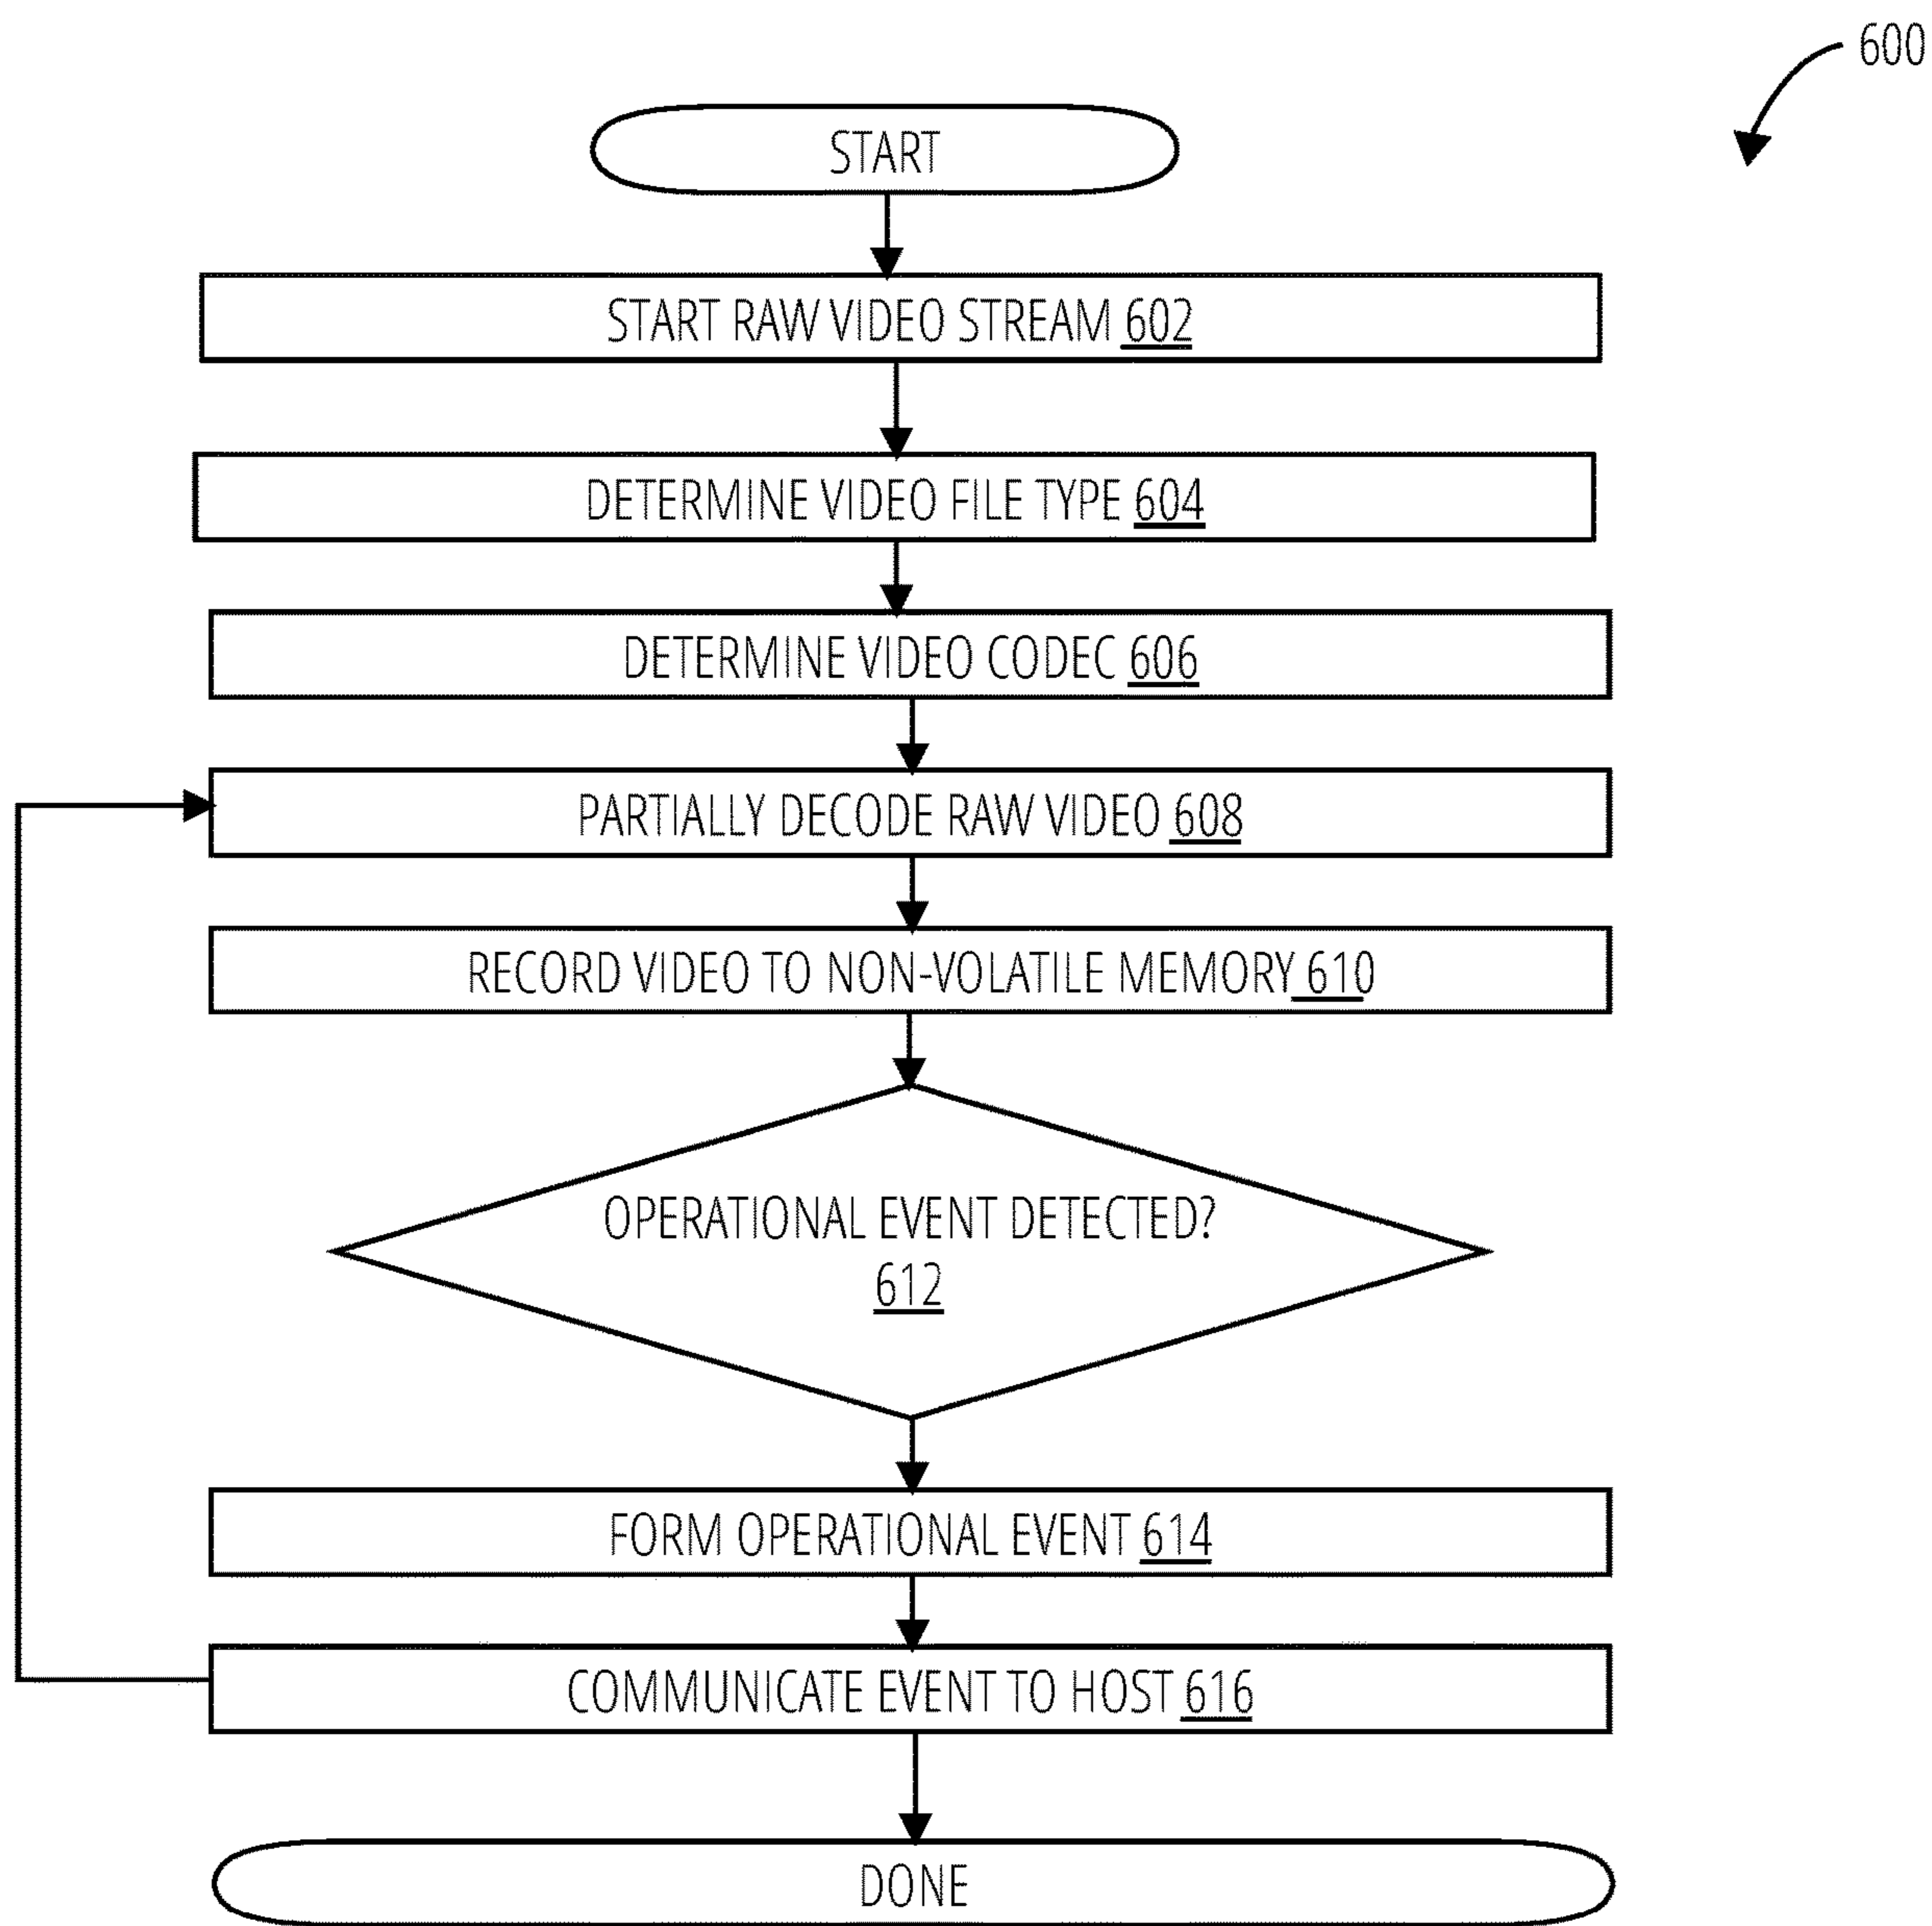 600
START
START RAW VIDEO STREAM 602
DETERMINE VIDEO FILE TYPE 604
DETERMINE VIDEO CODEC 606
PARTIALLY DECODE RAW VIDEO 608
RECORD VIDEO TO NON-VOLATILE MEMORY 610
OPERATIONAL EVENT DETECTED?
612
FORM OPERATIONAL EVENT 614
COMMUNICATE EVENT TO HOST 616
DONE